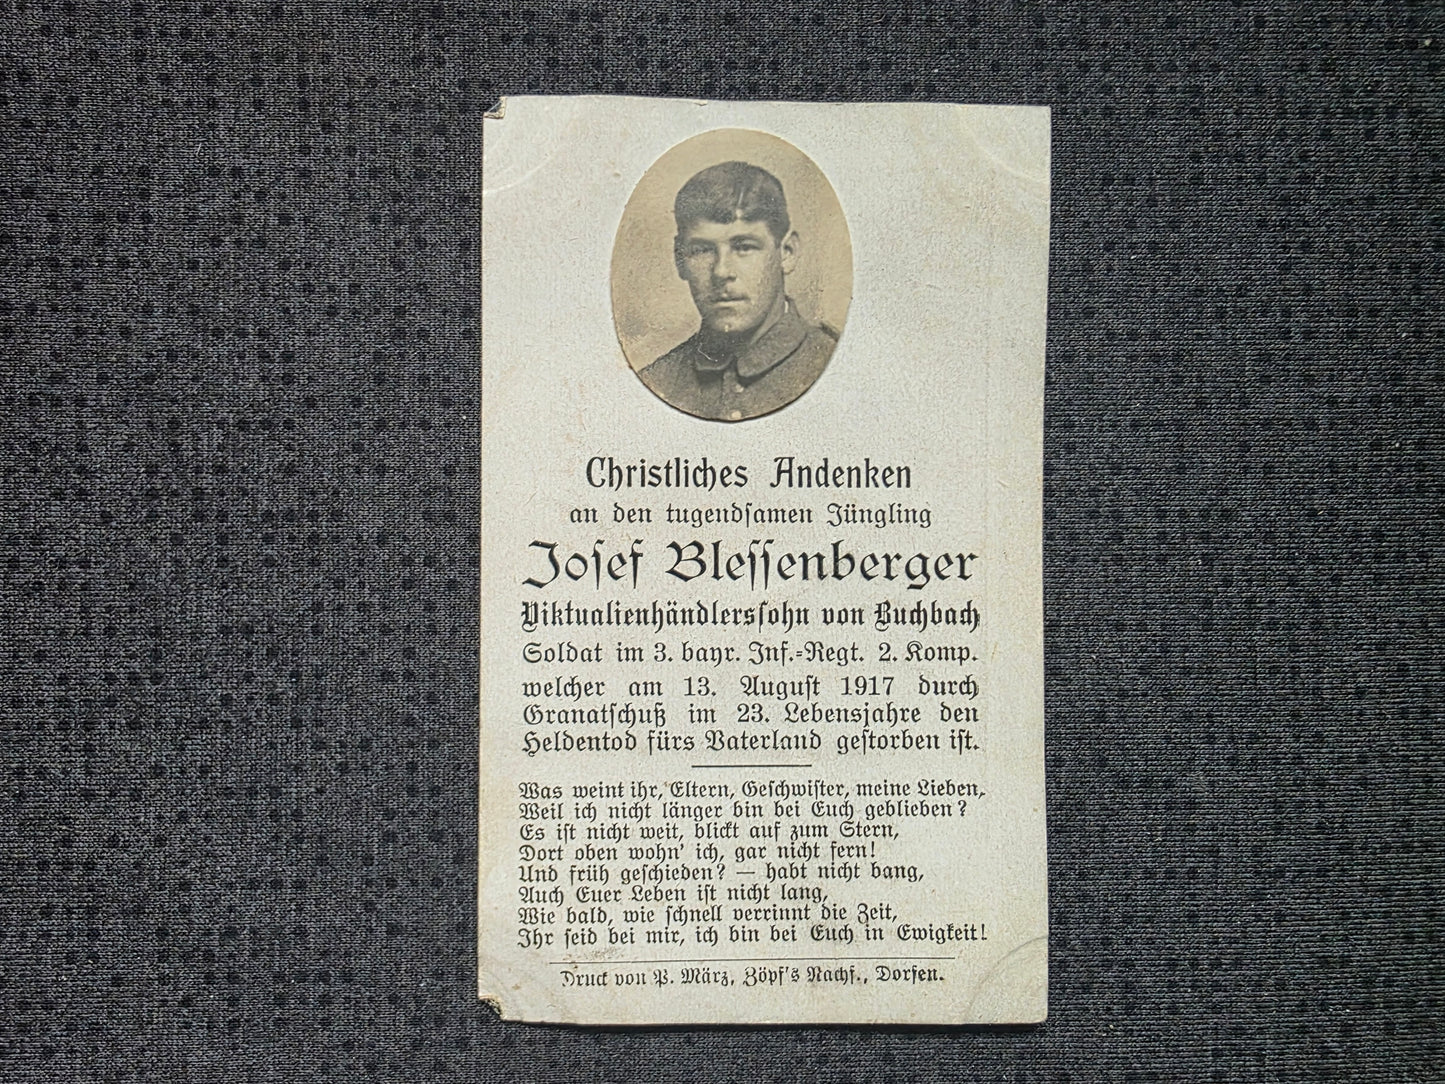 Christliches Andenken
an den tugendſamen Jüngling
Joſef Bleſſenberger
Viktualienhändlersſohn von Buchbach
Soldat im 3. bayr. Inf.-Regt. 2. Komp.
welcher am 13. Auguſt 1917 durch
Granatſchuß im 23. Lebensjahre den
Heldentod fürs Vaterland geſtorben iſt.
Was weint ihr, Eltern, Geſchwiſter, meine Lieben,
Weil ich nicht länger bin bei Euch geblieben?
Es iſt nicht weit, blickt auf zum Stern,
Dort oben wohn' ich, gar nicht fern!
Und früh geſchieden? — habt nicht bang,
Auch Euer Leben iſt nicht lang,
Wie bald, wie ſchnell verrinnt die Zeit,
Ihr ſeid bei mir, ich bin bei Euch in Ewigkeit!
Druck von P. März, Zöpf's Nachf., Dorfen.